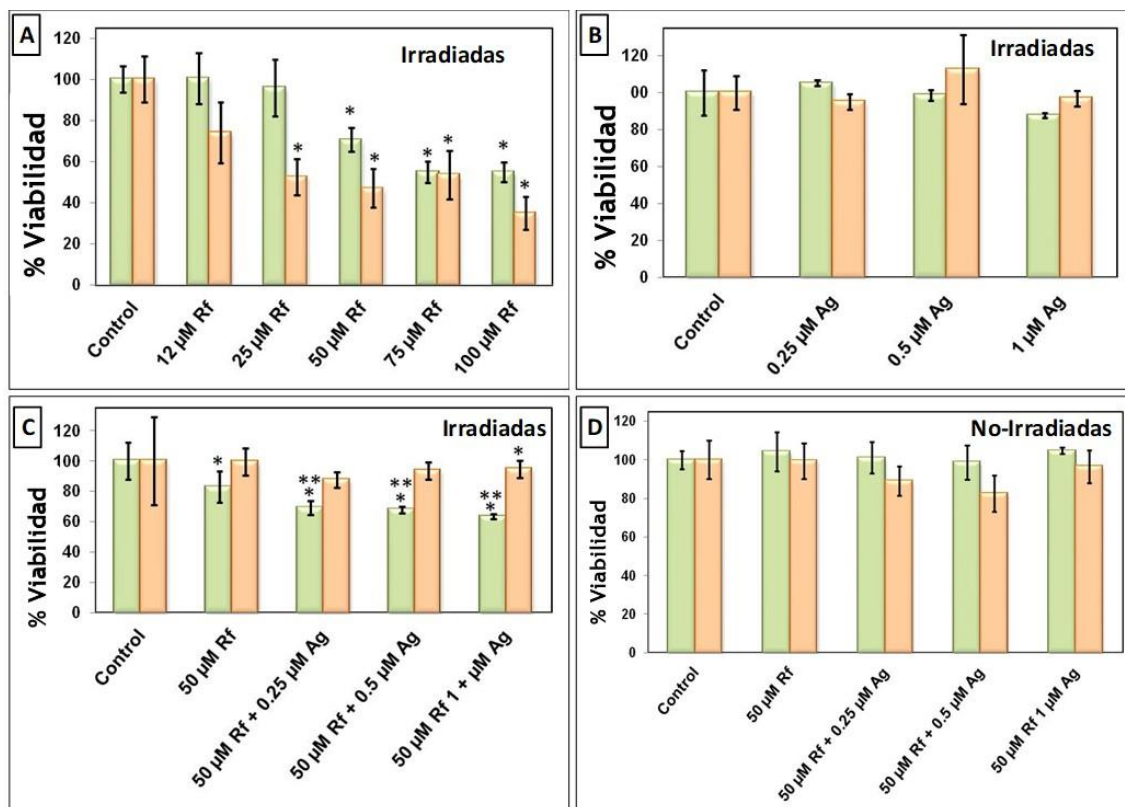 A
Irradiadas
% Viabilidad
120
100
80
60
40
20
0
*
*
*
*
*
*
*
Control
12 µM Rf
25 µM Rf
50 µM Rf
75 µM Rf
100 µM Rf
B
Irradiadas
% Viabilidad
120
00
80
60
40
20
0
Control
0.25 µM Ag
0.5 µM Ag
1 µM Ag
C
Irradiadas
% Viabilidad
120
100
80
60
40
20
0
*
**
*
**
*
**
*
*
Control
50 µM Rf
50 µM Rf + 0.25 µM Ag
50 µM Rf + 0.5 µM Ag
50 µM Rf 1 + µM Ag
D
No-Irradiadas
% Viabilidad
120
100
80
60
40
20
0
Control
50 µM Rf
50 µM Rf + 0.25 µM Ag
50 µM Rf + 0.5 µM Ag
50 µM Rf 1 µM Ag